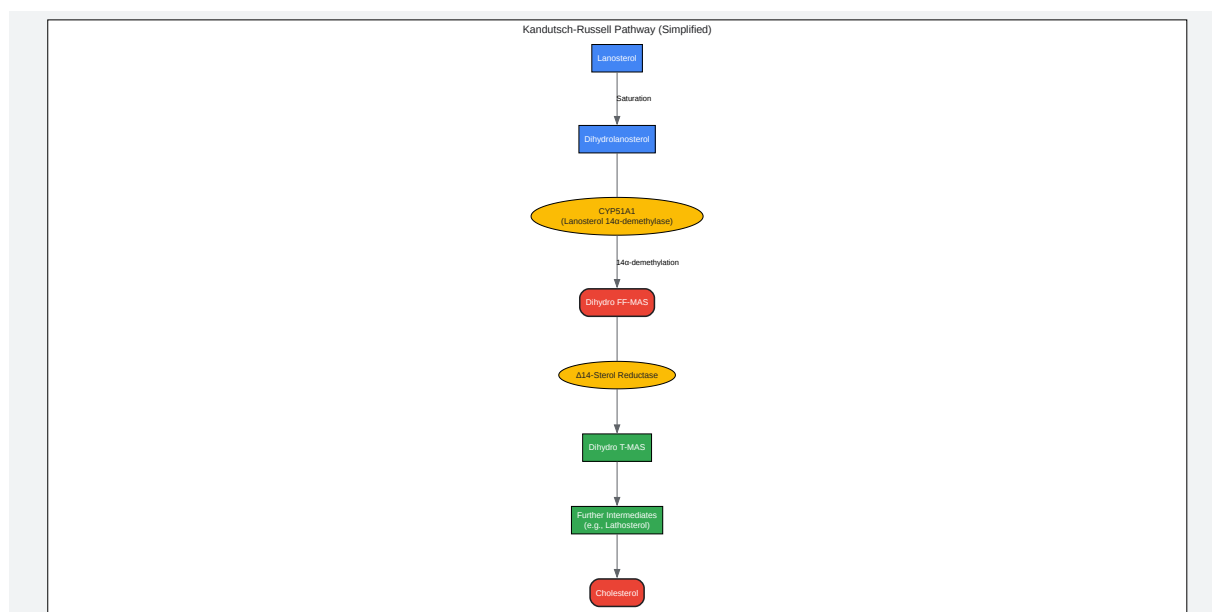 Kandutsch-Russell Pathway (Simplified)
Lanosterol
Saturation
Dihydrolanosterol
CYP51A1
(Lanosterol 14α-demethylase)
14α-demethylation
Dihydro FF-MAS
Δ14-Sterol Reductase
Dihydro T-MAS
Further Intermediates
(e.g., Lathosterol)
Cholesterol